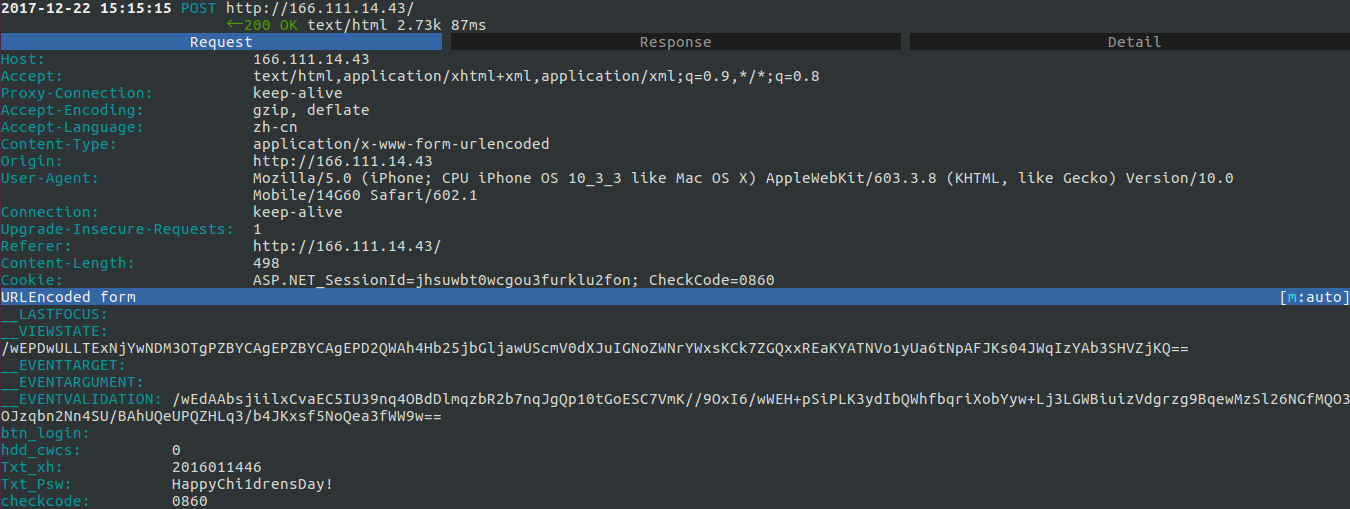 2017-12-22 15:15:15 POST http://166.111.14.43/
←200 OK text/html 2.73k 87ms
Request Response Detail
Host: 166.111.14.43
Accept: text/html,application/xhtml+xml,application/xml;q=0.9,*/*;q=0.8
Proxy-Connection: keep-alive
Accept-Encoding: gzip, deflate
Accept-Language: zh-cn
Content-Type: application/x-www-form-urlencoded
Origin: http://166.111.14.43
User-Agent: Mozilla/5.0 (iPhone; CPU iPhone OS 10_3_3 like Mac OS X) AppleWebKit/603.3.8 (KHTML, like Gecko) Version/10.0
Mobile/14G60 Safari/602.1
Connection: keep-alive
Upgrade-Insecure-Requests: 1
Referer: http://166.111.14.43/
Content-Length: 498
Cookie: ASP.NET_SessionId=jhsuwbt0wcgou3furklu2fon; CheckCode=0860
URLEncoded form [m:auto]
__LASTFOCUS:
__VIEWSTATE:
/wEPDwULLTExNjYwNDM3OTgPZBYCAgEPZBYCAgEPD2QWAh4Hb25jbGljawUScmV0dXJuIGNoZWNrYWxsKCk7ZGQxxREaKYATNVo1yUa6tNpAFJKs04JWqIzYAb3SHVZjKQ==
__EVENTTARGET:
__EVENTARGUMENT:
__EVENTVALIDATION: /wEdAAbsjiilxCvaEC5IU39nq4OBdDlmqzbR2b7nqJgQp10tGoESC7VmK//9OxI6/wWEH+pSiPLK3ydIbQWhfbqriXobYyw+Lj3LGWBiuizVdgrzg9BqewMzSl26NGfMQO3
OJzqbn2Nn4SU/BAhUQeUPQZHLq3/b4JKxsf5NoQea3fWW9w==
btn_login:
hdd_cwcs: 0
Txt_xh: 2016011446
Txt_Psw: HappyChi1drensDay!
checkcode: 0860